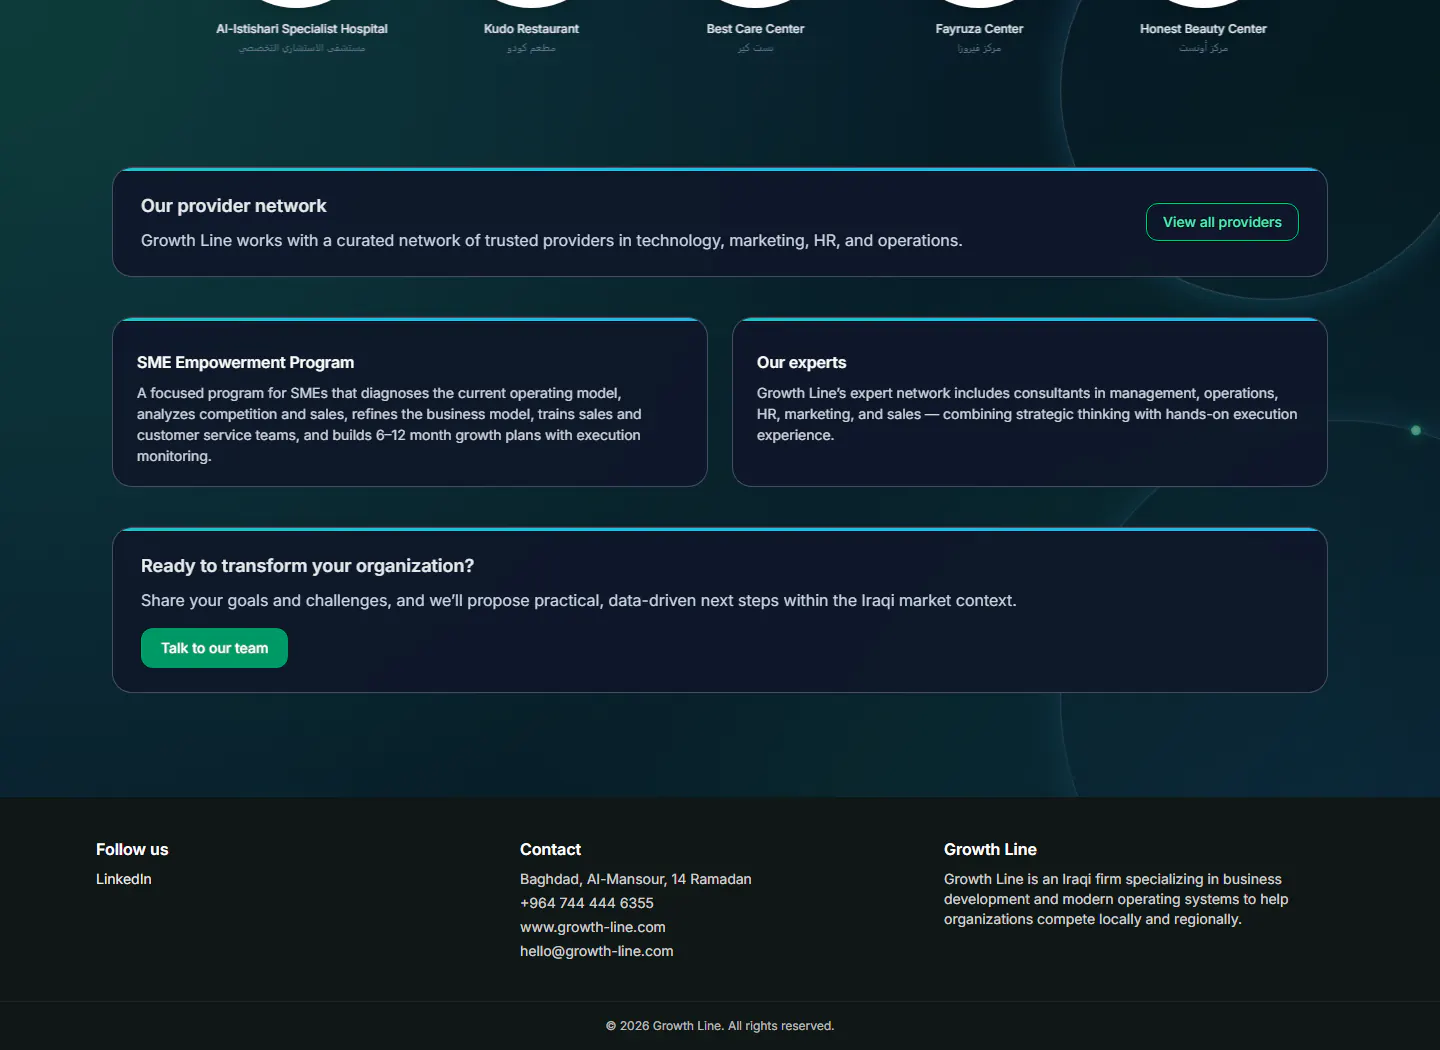 Al-Istishari Specialist Hospital
مستشفى الاستشاري التخصصي
Kudo Restaurant
مطعم كودو
Best Care Center
بست كير
Fayruza Center
مركز فيروزا
Honest Beauty Center
مركز أونست
Our provider network
Growth Line works with a curated network of trusted providers in technology, marketing, HR, and operations.
View all providers
SME Empowerment Program
A focused program for SMEs that diagnoses the current operating model,
analyzes competition and sales, refines the business model, trains sales and
customer service teams, and builds 6–12 month growth plans with execution
monitoring.
Our experts
Growth Line’s expert network includes consultants in management, operations,
HR, marketing, and sales — combining strategic thinking with hands-on execution
experience.
Ready to transform your organization?
Share your goals and challenges, and we’ll propose practical, data-driven next steps within the Iraqi market context.
Talk to our team
Follow us
LinkedIn
Contact
Baghdad, Al-Mansour, 14 Ramadan
+964 744 444 6355
www.growth-line.com
hello@growth-line.com
Growth Line
Growth Line is an Iraqi firm specializing in business
development and modern operating systems to help
organizations compete locally and regionally.
© 2026 Growth Line. All rights reserved.